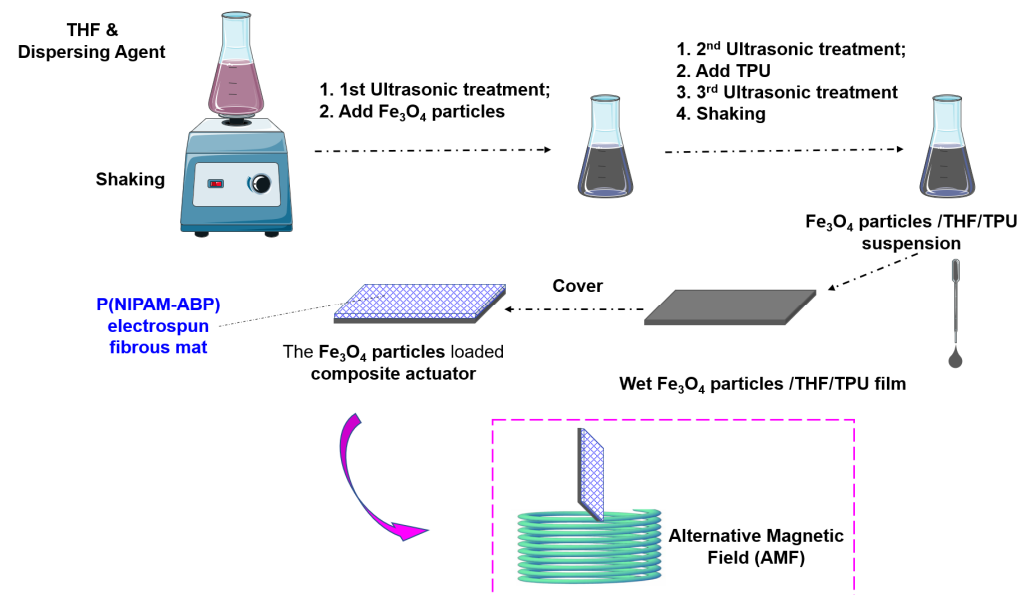 THF &
Dispersing Agent
Shaking
1. 1st Ultrasonic treatment;
2. Add Fe₃O₄ particles
1. 2ⁿᵈ Ultrasonic treatment;
2. Add TPU
3. 3ʳᵈ Ultrasonic treatment
4. Shaking
Fe₃O₄ particles /THF/TPU
suspension
Cover
P(NIPAM-ABP)
electrospun
fibrous mat
The Fe₃O₄ particles loaded
composite actuator
Wet Fe₃O₄ particles /THF/TPU film
Alternative Magnetic
Field (AMF)